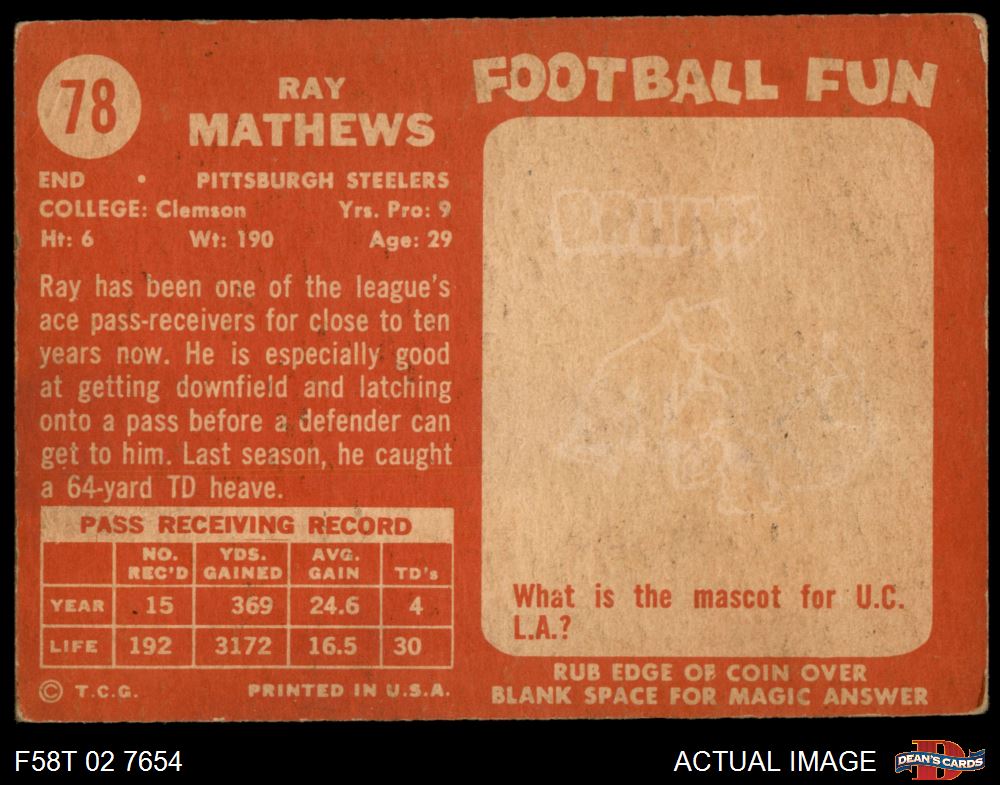 78
RAY
MATHEWS
END • PITTSBURGH STEELERS
COLLEGE: Clemson Yrs. Pro: 9
Ht: 6 Wt: 190 Age: 29
Ray has been one of the league's
ace pass-receivers for close to ten
years now. He is especially good
at getting downfield and latching
onto a pass before a defender can
get to him. Last season, he caught
a 64-yard TD heave.
PASS RECEIVING RECORD
NO. REC'D YDS. GAINED AVG. GAIN TD's
YEAR 15 369 24.6 4
LIFE 192 3172 16.5 30
© T.C.G. PRINTED IN U.S.A.
FOOTBALL FUN
BRUINS
What is the mascot for U.C.
L.A.?
RUB EDGE OF COIN OVER
BLANK SPACE FOR MAGIC ANSWER
F58T 02 7654
ACTUAL IMAGE
D
DEAN'S CARDS